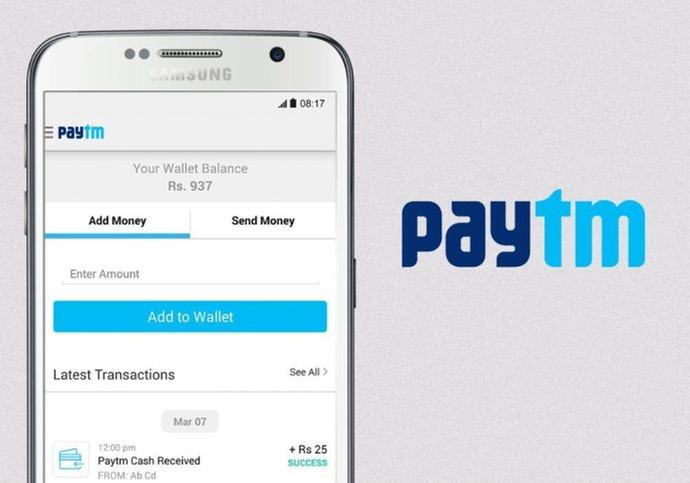 SAMSUNG
08:17
paytm
Your Wallet Balance
Rs. 937
Add Money
Send Money
Enter Amount
Add to Wallet
Latest Transactions
See All >
Mar 07
12:00 pm
Paytm Cash Received
FROM: Ab Cd
+ Rs 25
SUCCESS
paytm